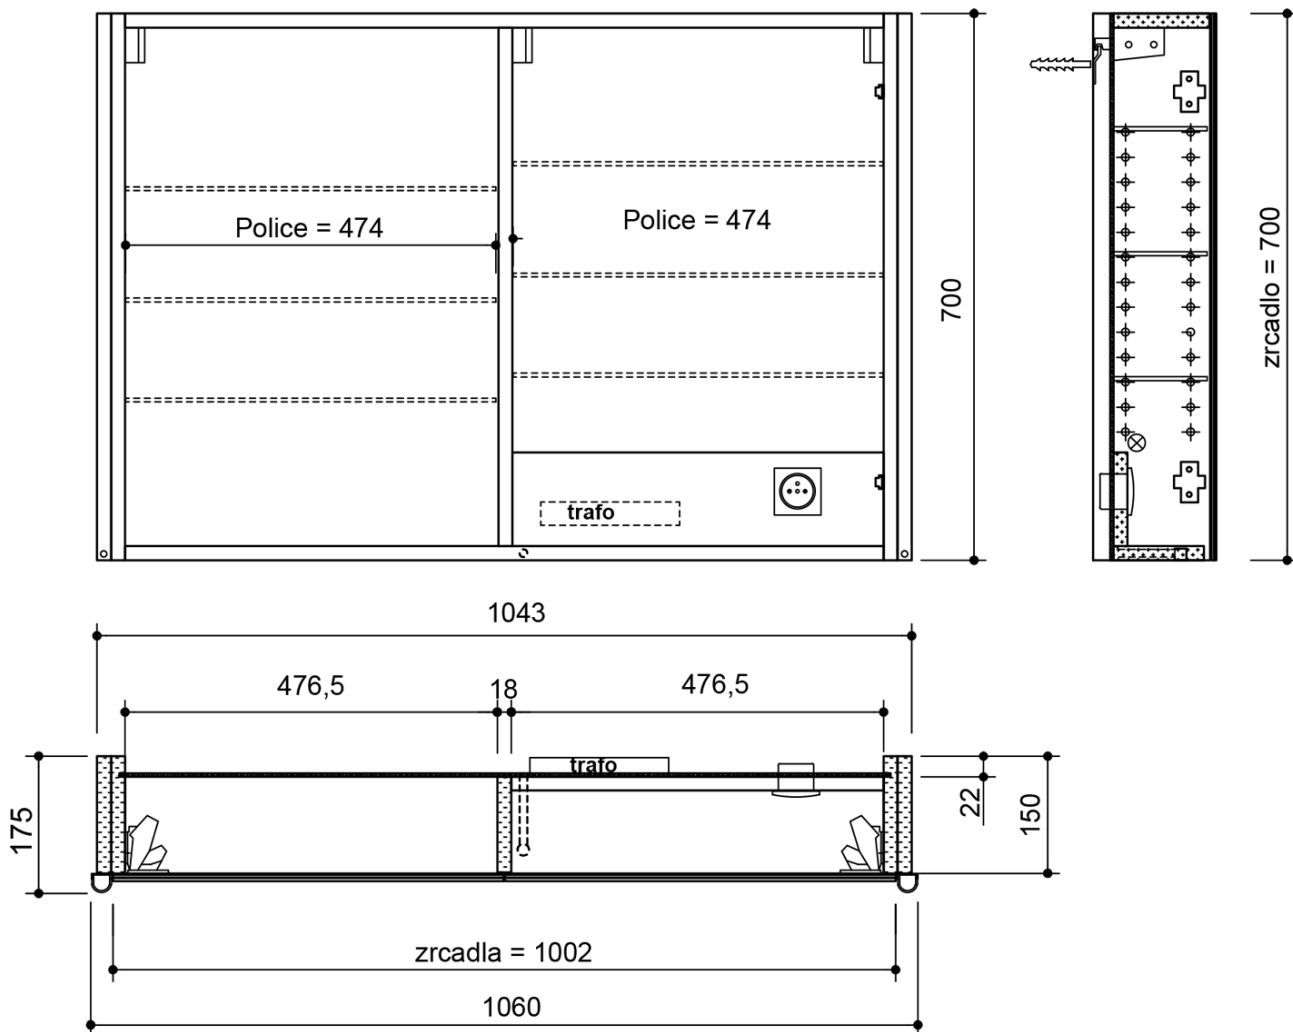 Police = 474
Police = 474
700
zrcadlo = 700
trafo
1043
476,5
18
476,5
trafo
175
22
150
zrcadla = 1002
1060